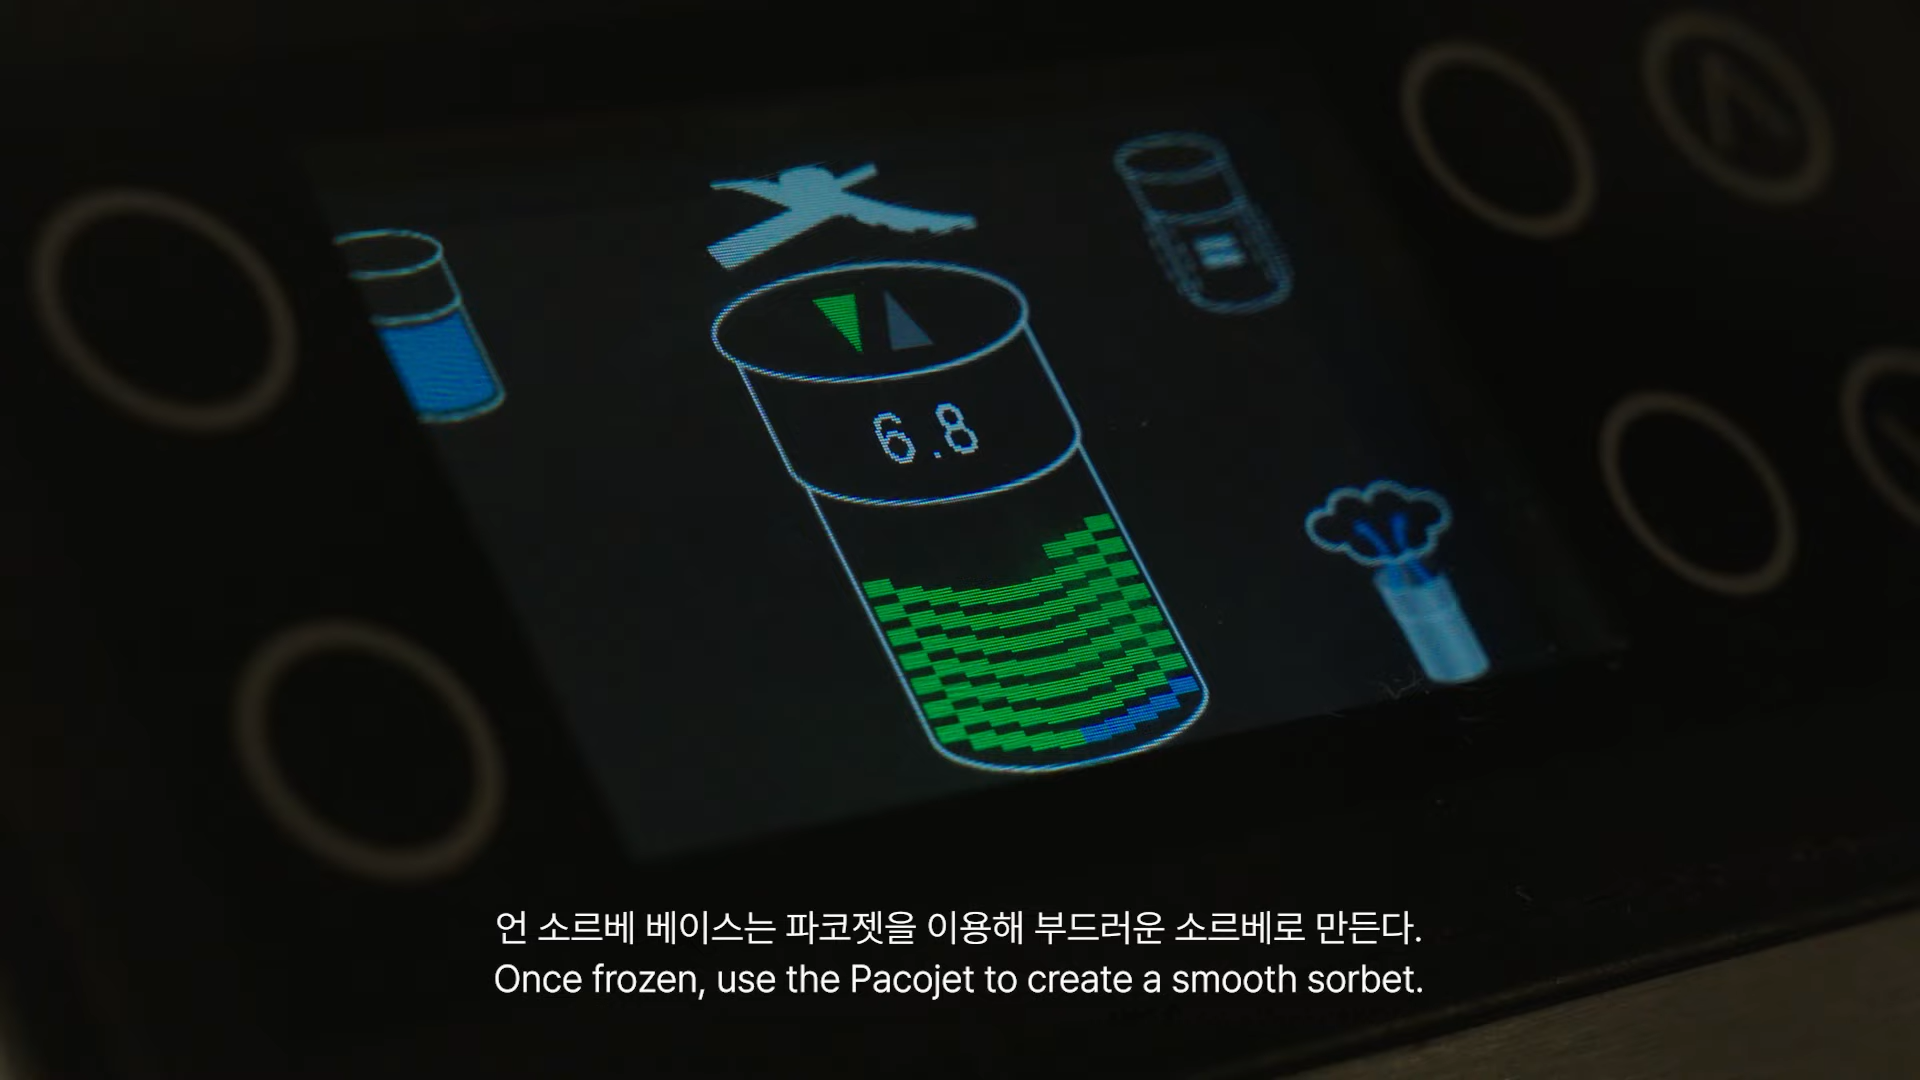 6.8
언 소르베 베이스는 파코젯을 이용해 부드러운 소르베로 만든다.
Once frozen, use the Pacojet to create a smooth sorbet.